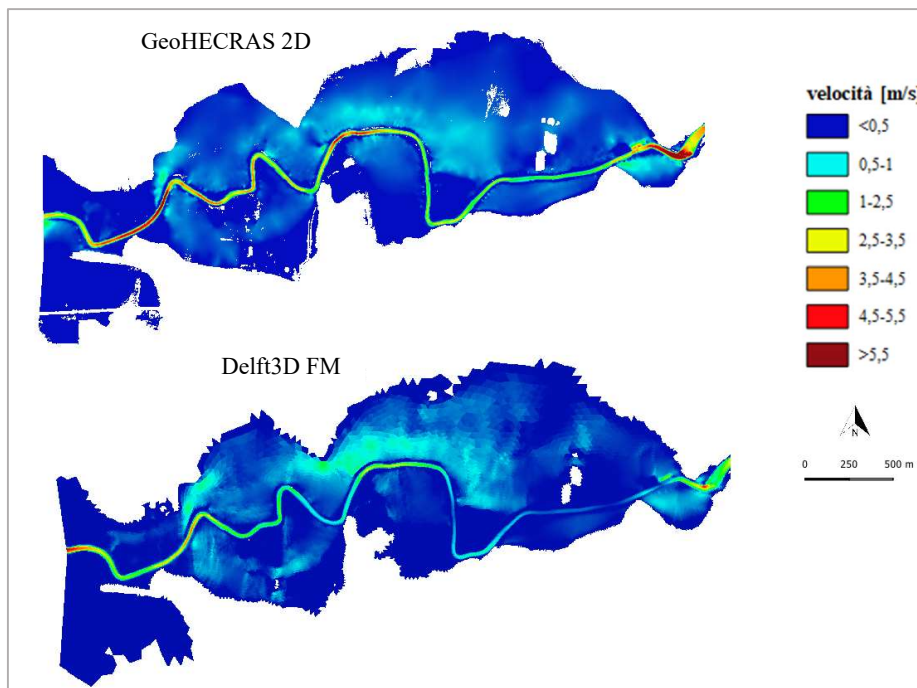 GeoHECRAS 2D
velocità [m/s]
<0,5
0,5-1
1-2,5
2,5-3,5
3,5-4,5
4,5-5,5
>5,5
Delft3D FM
N
0 250 500 m